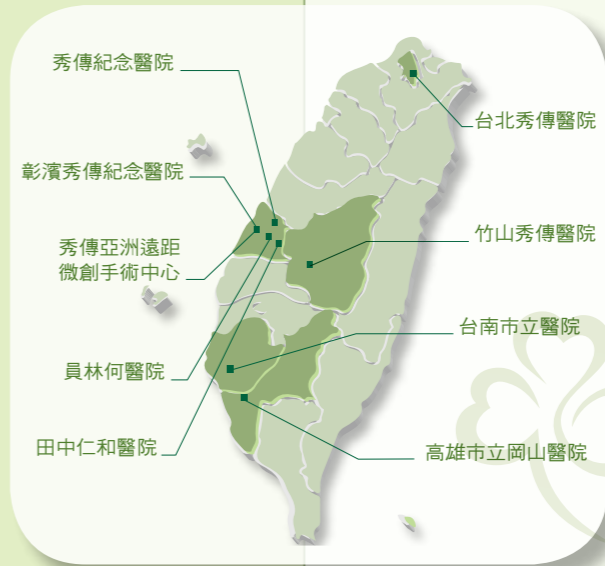 秀傳紀念醫院
彰濱秀傳紀念醫院
秀傳亞洲遠距
微創手術中心
員林何醫院
田中仁和醫院
台北秀傳醫院
竹山秀傳醫院
台南市立醫院
高雄市立岡山醫院